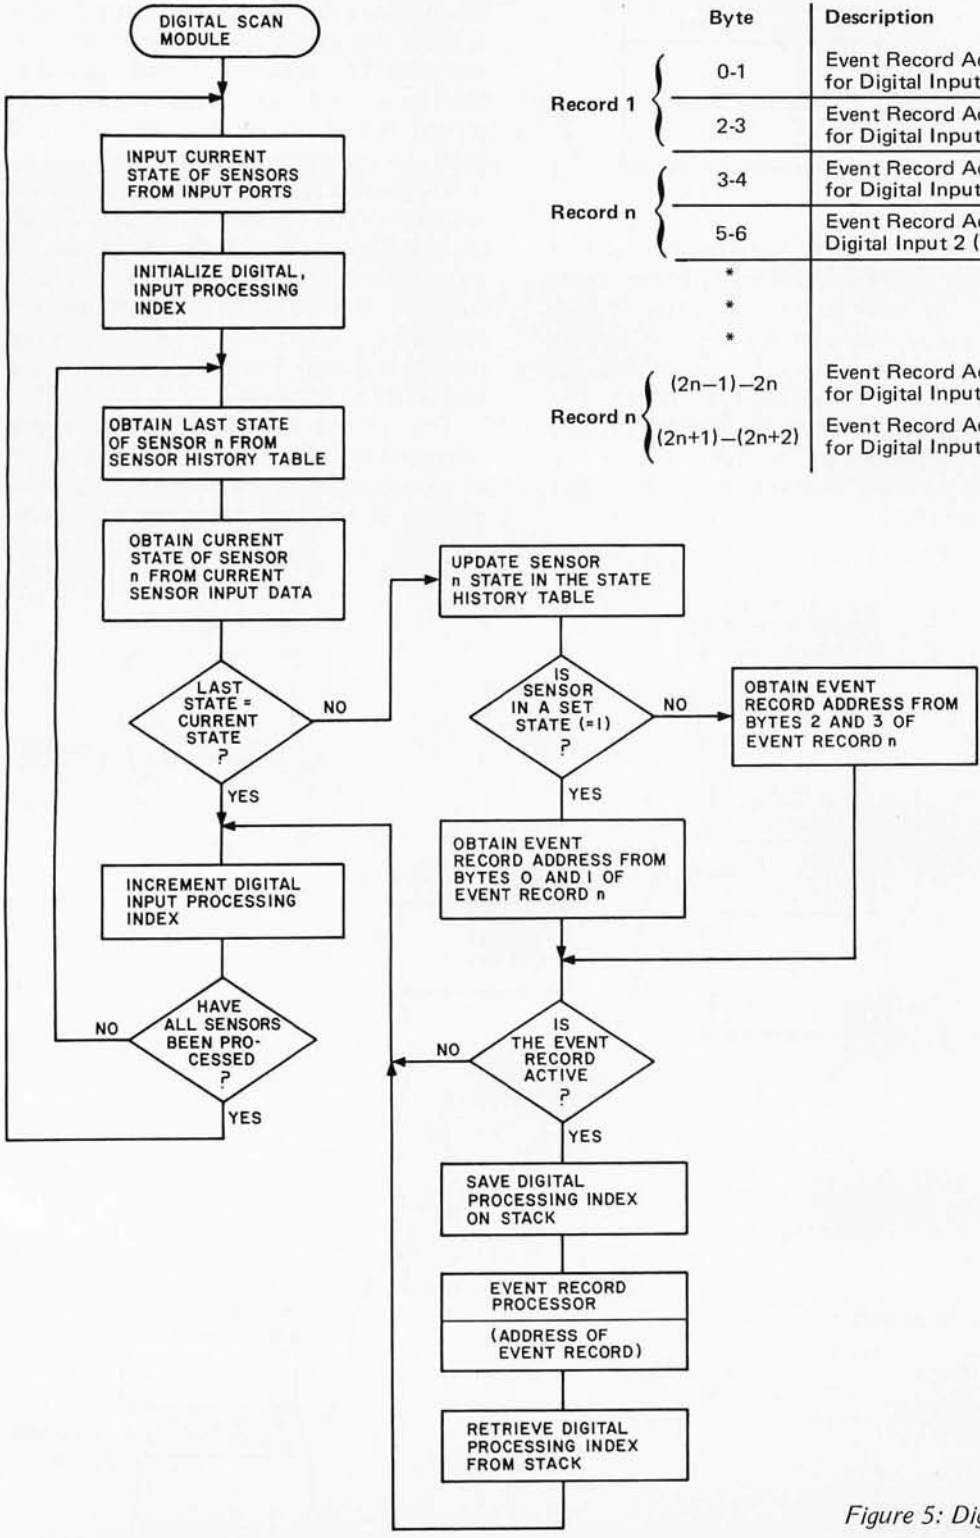 DIGITAL SCAN
MODULE
INPUT CURRENT
STATE OF SENSORS
FROM INPUT PORTS
INITIALIZE DIGITAL,
INPUT PROCESSING
INDEX
OBTAIN LAST STATE
OF SENSOR n FROM
SENSOR HISTORY TABLE
OBTAIN CURRENT
STATE OF SENSOR
n FROM CURRENT
SENSOR INPUT DATA
LAST
STATE =
CURRENT
STATE
?
NO
YES
INCREMENT DIGITAL
INPUT PROCESSING
INDEX
HAVE
ALL SENSORS
BEEN PRO-
CESSED
?
NO
YES
UPDATE SENSOR
n STATE IN THE STATE
HISTORY TABLE
IS
SENSOR
IN A SET
STATE (=1)
?
NO
YES
OBTAIN EVENT
RECORD ADDRESS FROM
BYTES 2 AND 3 OF
EVENT RECORD n
OBTAIN EVENT
RECORD ADDRESS FROM
BYTES 0 AND 1 OF
EVENT RECORD n
IS
THE EVENT
RECORD
ACTIVE
?
NO
YES
SAVE DIGITAL
PROCESSING INDEX
ON STACK
EVENT RECORD
PROCESSOR
(ADDRESS OF
EVENT RECORD)
RETRIEVE DIGITAL
PROCESSING INDEX
FROM STACK
Byte Description
Record 1
0-1 Event Record
for Digital Input
2-3 Event Record
for Digital Input
Record n
3-4 Event Record
for Digital Input
5-6 Event Record
Digital Input 2 (
*
*
*
Record n
(2n—1)—2n Event Record
for Digital Input
(2n+1)—(2n+2) Event Record
for Digital Input
Figure 5: